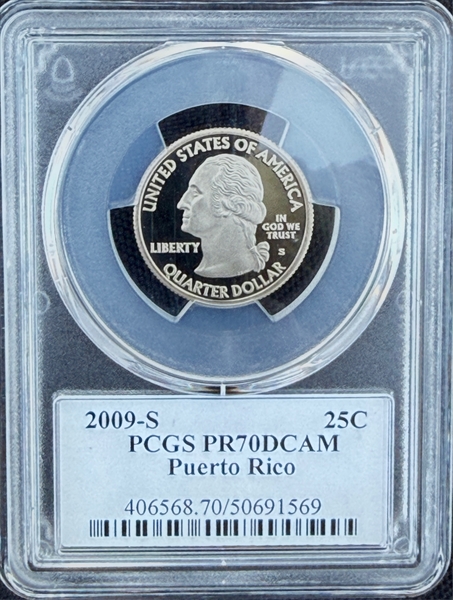 UNITED STATES OF AMERICA
LIBERTY
IN
GOD WE
TRUST
S
QUARTER DOLLAR
2009-S 25C
PCGS PR70DCAM
Puerto Rico
406568.70/50691569